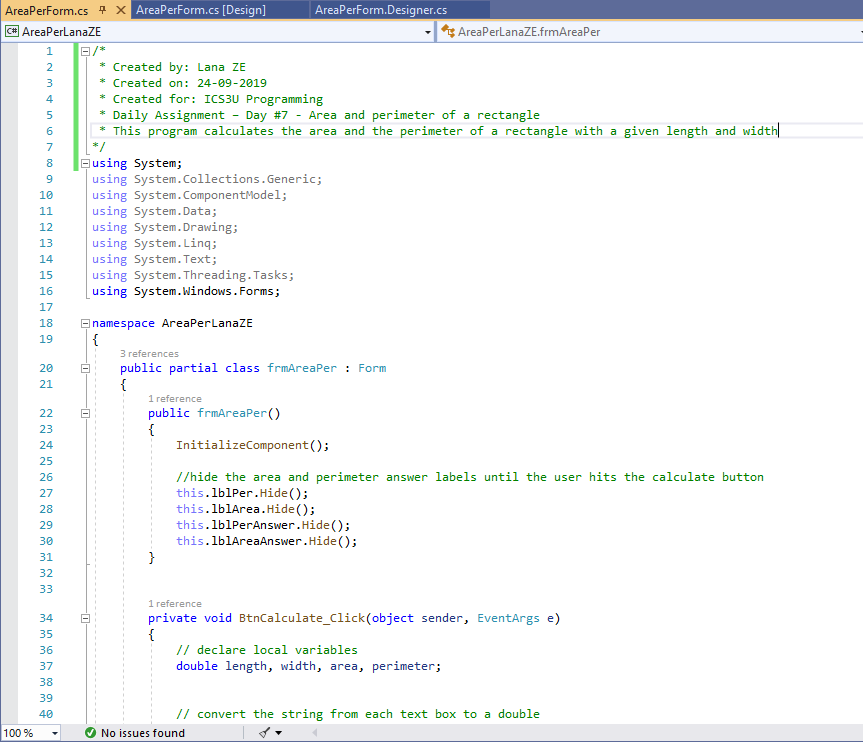 AreaPerForm.cs AreaPerForm.cs [Design] AreaPerForm.Designer.cs
C# AreaPerLanaZE AreaPerLanaZE.frmAreaPer
1 /*
2 * Created by: Lana ZE
3 * Created on: 24-09-2019
4 * Created for: ICS3U Programming
5 * Daily Assignment – Day #7 - Area and perimeter of a rectangle
6 * This program calculates the area and the perimeter of a rectangle with a given length and width
7 */
8 using System;
9 using System.Collections.Generic;
10 using System.ComponentModel;
11 using System.Data;
12 using System.Drawing;
13 using System.Linq;
14 using System.Text;
15 using System.Threading.Tasks;
16 using System.Windows.Forms;
17
18 namespace AreaPerLanaZE
19 {
3 references
20 public partial class frmAreaPer : Form
21 {
1 reference
22 public frmAreaPer()
23 {
24 InitializeComponent();
25
26 //hide the area and perimeter answer labels until the user hits the calculate button
27 this.lblPer.Hide();
28 this.lblArea.Hide();
29 this.lblPerAnswer.Hide();
30 this.lblAreaAnswer.Hide();
31 }
32
33
1 reference
34 private void BtnCalculate_Click(object sender, EventArgs e)
35 {
36 // declare local variables
37 double length, width, area, perimeter;
38
39
40 // convert the string from each text box to a double
100 % No issues found